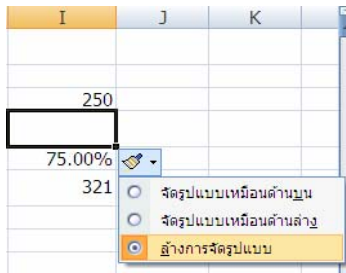 I J K
250
75.00%
321
จัดรูปแบบเหมือนด้านบน
จัดรูปแบบเหมือนด้านล่าง
ล้างการจัดรูปแบบ